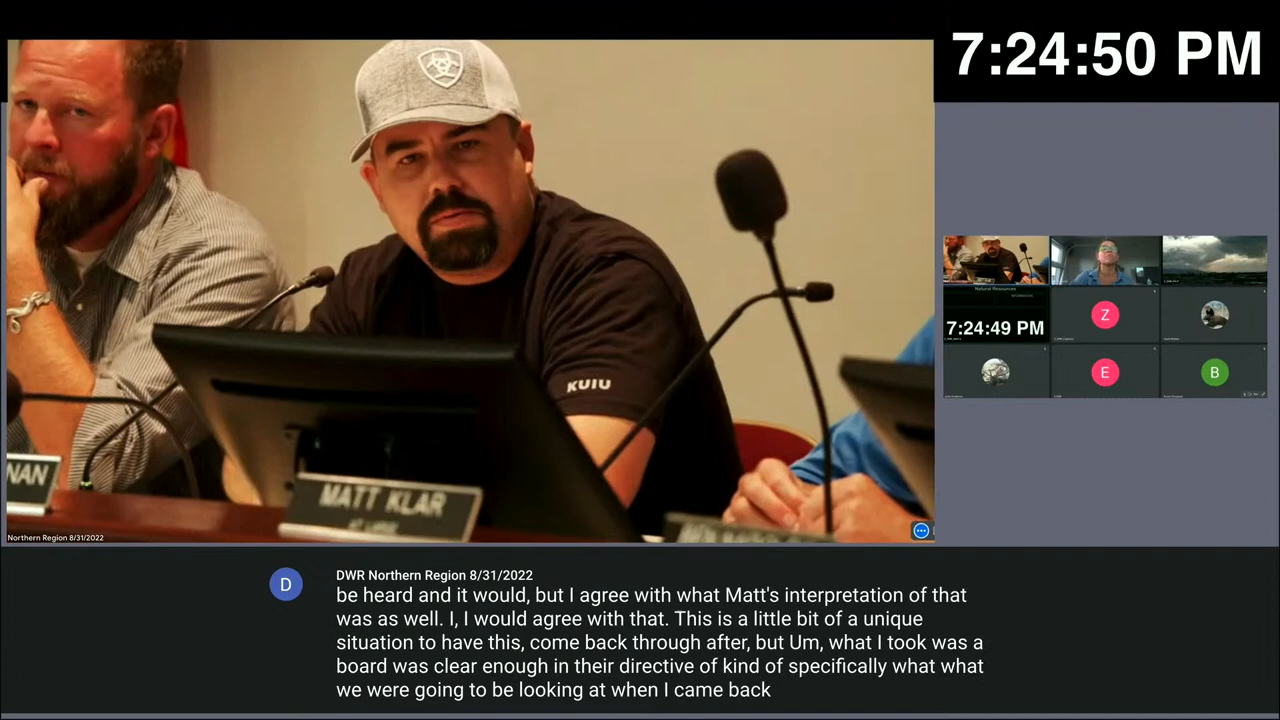 7:24:50 PM
KUIU
NAN
MATT KLAR
AT LARGE
Northern Region 8/31/2022
Natural Resources
7:24:49 PM
Z
E
B
D
DWR Northern Region 8/31/2022
be heard and it would, but I agree with what Matt's interpretation of that
was as well. I, I would agree with that. This is a little bit of a unique
situation to have this, come back through after, but Um, what I took was a
board was clear enough in their directive of kind of specifically what what
we were going to be looking at when I came back